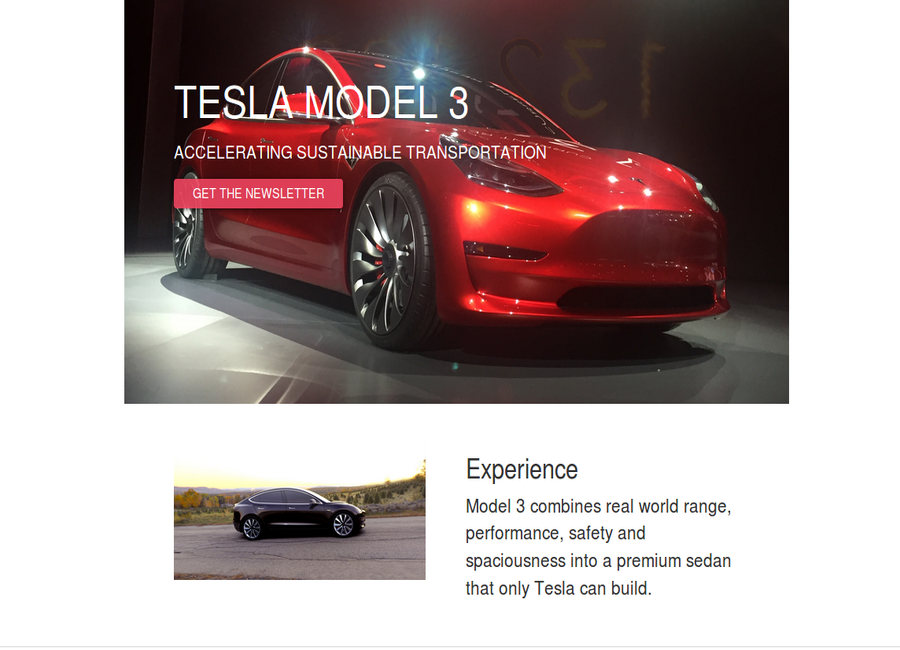 TESLA MODEL 3
ACCELERATING SUSTAINABLE TRANSPORTATION
GET THE NEWSLETTER
Experience
Model 3 combines real world range,
performance, safety and
spaciousness into a premium sedan
that only Tesla can build.